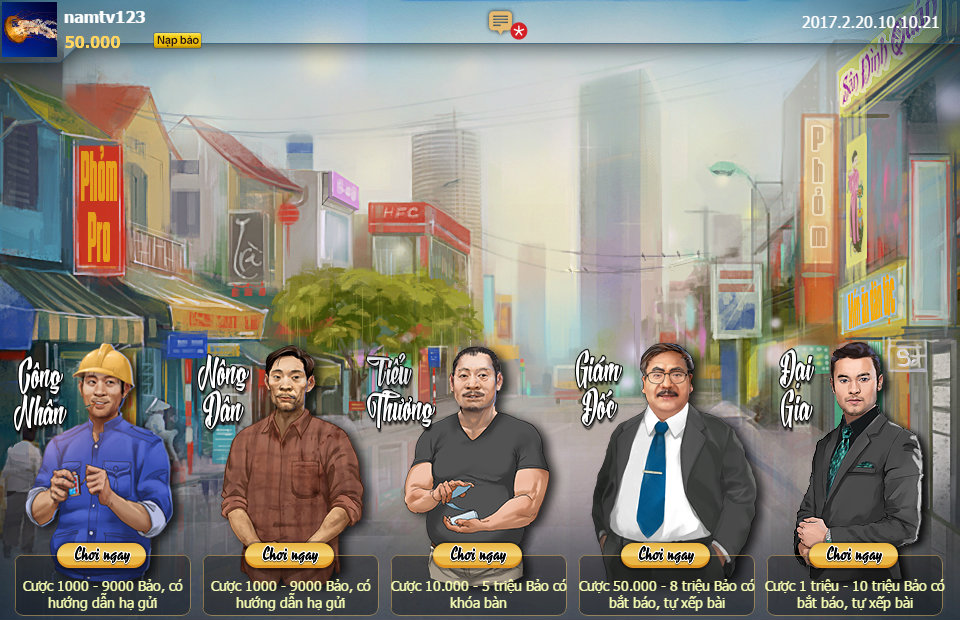 namtv123
50.000
Nạp bảo
2017.2.20.10.10.21
Sân Đình Quán
Phỏm
Pro
HFC
Trà
Phỏm
Công
Nhân
Nông
Dân
Tiểu
Thương
Giám
Đốc
Đại
Gia
Chơi ngay
Chơi ngay
Chơi ngay
Chơi ngay
Chơi ngay
Cược 1000 - 9000 Bảo, có
hướng dẫn hạ gửi
Cược 1000 - 9000 Bảo, có
hướng dẫn hạ gửi
Cược 10.000 - 5 triệu Bảo có
khóa bàn
Cược 50.000 - 8 triệu Bảo có
bắt báo, tự xếp bài
Cược 1 triệu - 10 triệu Bảo có
bắt báo, tự xếp bài